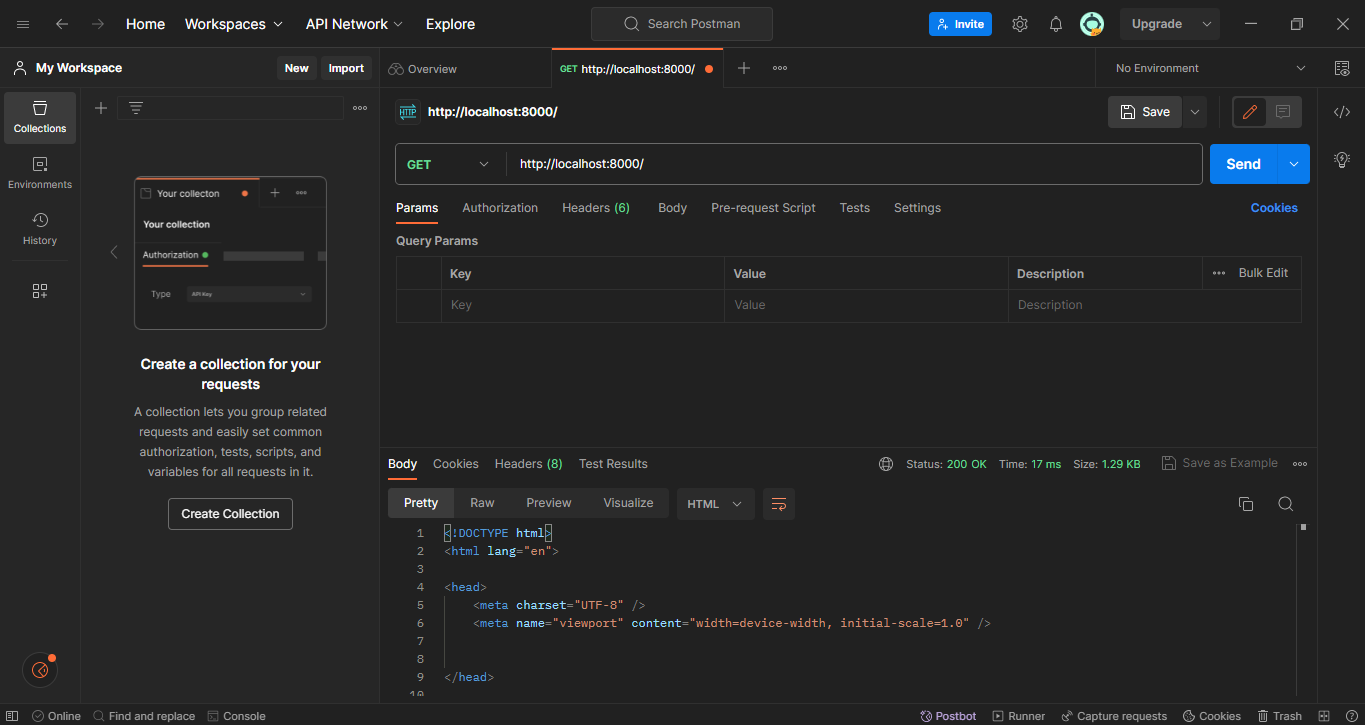 Home Workspaces API Network Explore Search Postman Invite Upgrade
My Workspace New Import Overview GET http://localhost:8000/ No Environment
Collections
Environments
History
Your collecton
Your collection
Authorization
Type API Key
Create a collection for your
requests
A collection lets you group related
requests and easily set common
authorization, tests, scripts, and
variables for all requests in it.
Create Collection
HTTP http://localhost:8000/ Save
GET http://localhost:8000/ Send
Params Authorization Headers (6) Body Pre-request Script Tests Settings Cookies
Query Params
Key Value Description Bulk Edit
Key Value Description
Body Cookies Headers (8) Test Results Status: 200 OK Time: 17 ms Size: 1.29 KB Save as Example
Pretty Raw Preview Visualize HTML
1 <!DOCTYPE html>
2 <html lang="en">
3
4 <head>
5 <meta charset="UTF-8" />
6 <meta name="viewport" content="width=device-width, initial-scale=1.0" />
7
8
9 </head>
10
Online Find and replace Console Postbot Runner Capture requests Cookies Trash